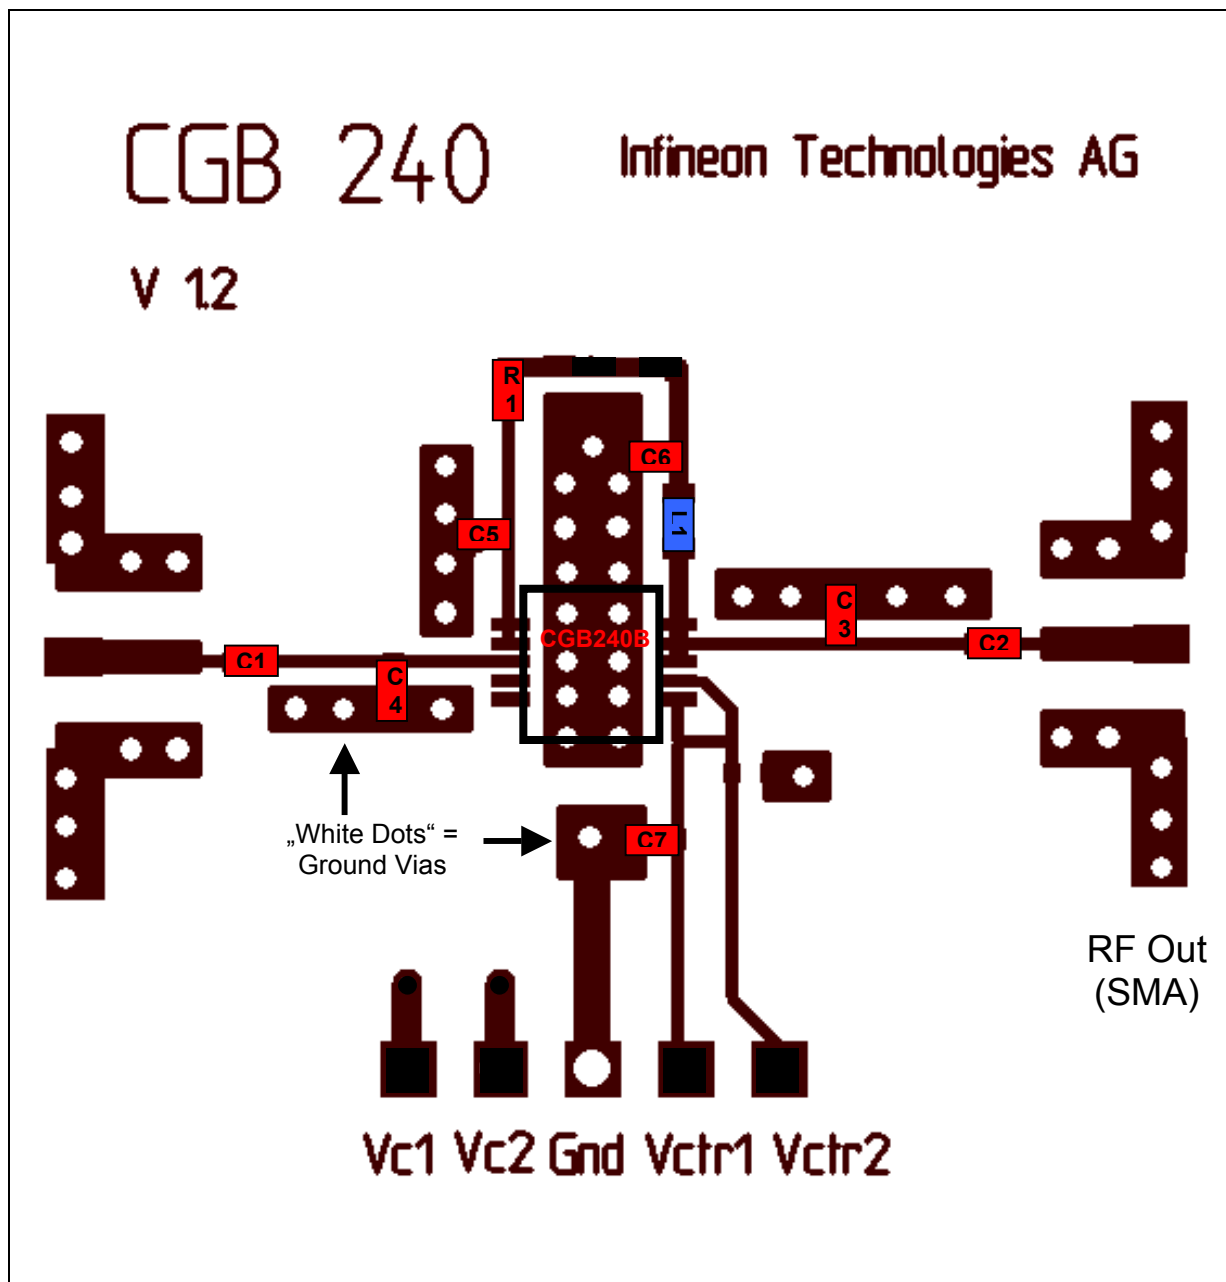 CGB 240
Infineon Technologies AG
V 1.2
R
1
C6
L1
C5
C
3
CGB240B
C1
C2
C
4
„White Dots“ =
Ground Vias
C7
RF Out
(SMA)
Vc1 Vc2 Gnd Vctr1 Vctr2